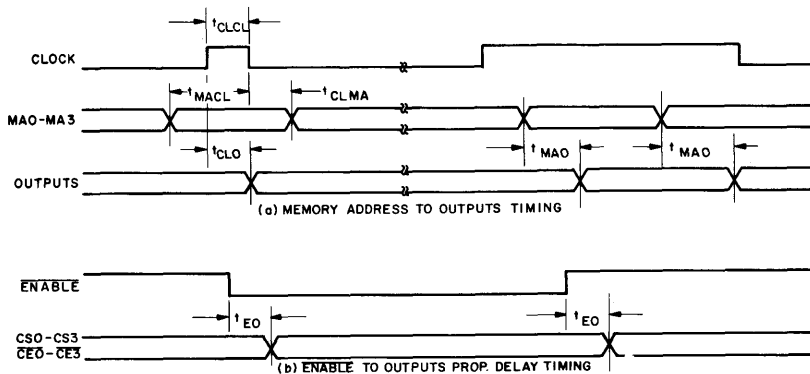 tCLCL
CLOCK
tMACL
tCLMA
MA0-MA3
tCLO
tMAO
tMAO
OUTPUTS
(a) MEMORY ADDRESS TO OUTPUTS TIMING
ENABLE
tEO
tEO
CS0-CS3
CE0-CE3
(b) ENABLE TO OUTPUTS PROP. DELAY TIMING